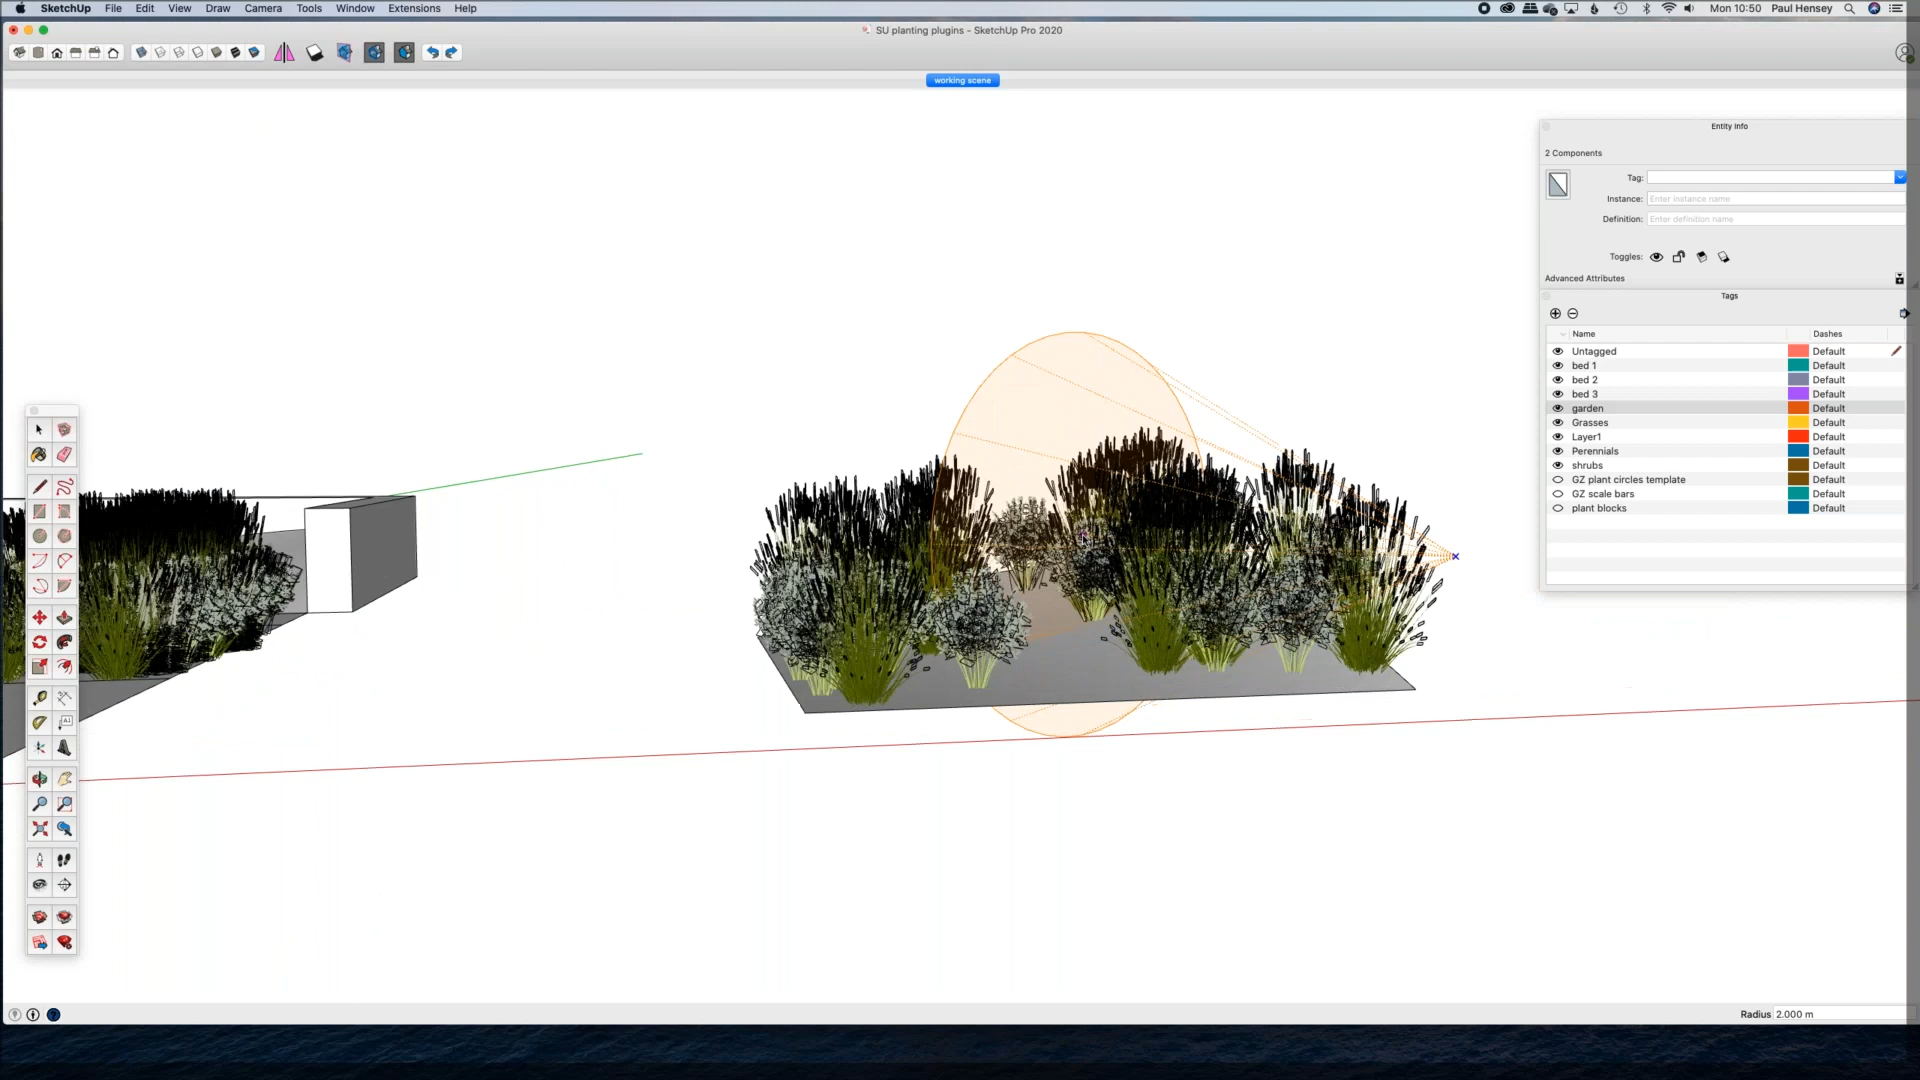 SketchUp File Edit View Draw Camera Tools Window Extensions Help Mon 10:50 Paul Hensey
SU planting plugins - SketchUp Pro 2020
working scene
Entity Info
2 Components
Tag:
Instance: Enter instance name
Definition: Enter definition name
Toggles:
Advanced Attributes
Tags
Name Dashes
Untagged Default
bed 1 Default
bed 2 Default
bed 3 Default
garden Default
Grasses Default
Layer1 Default
Perennials Default
shrubs Default
GZ plant circles template Default
GZ scale bars Default
plant blocks Default
Radius 2.000 m